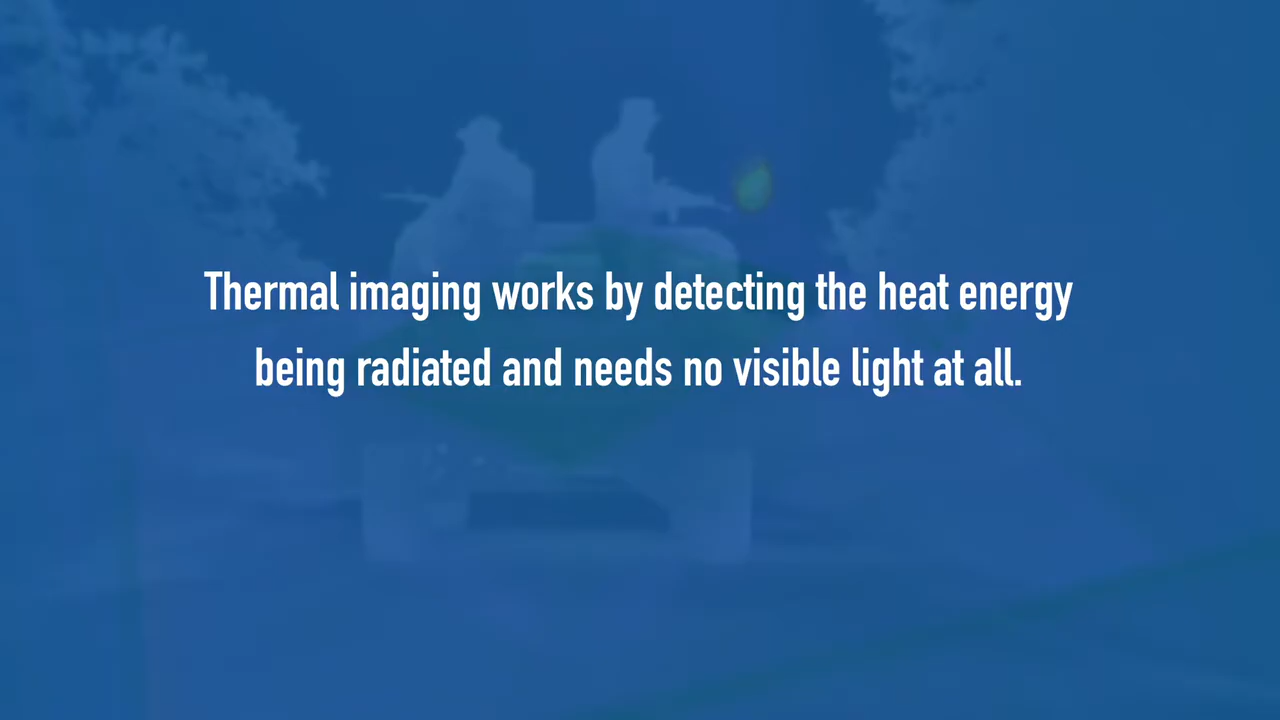 Thermal imaging works by detecting the heat energy
being radiated and needs no visible light at all.